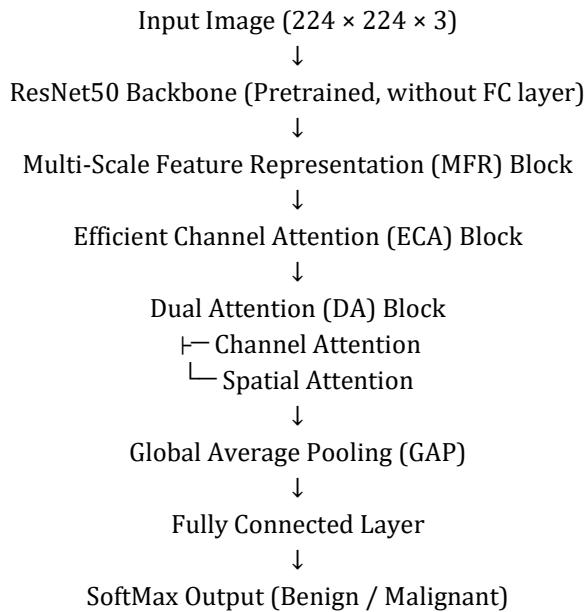 Input Image (224 × 224 × 3)
↓
ResNet50 Backbone (Pretrained, without FC layer)
↓
Multi-Scale Feature Representation (MFR) Block
↓
Efficient Channel Attention (ECA) Block
↓
Dual Attention (DA) Block
├─ Channel Attention
└─ Spatial Attention
↓
Global Average Pooling (GAP)
↓
Fully Connected Layer
↓
SoftMax Output (Benign / Malignant)